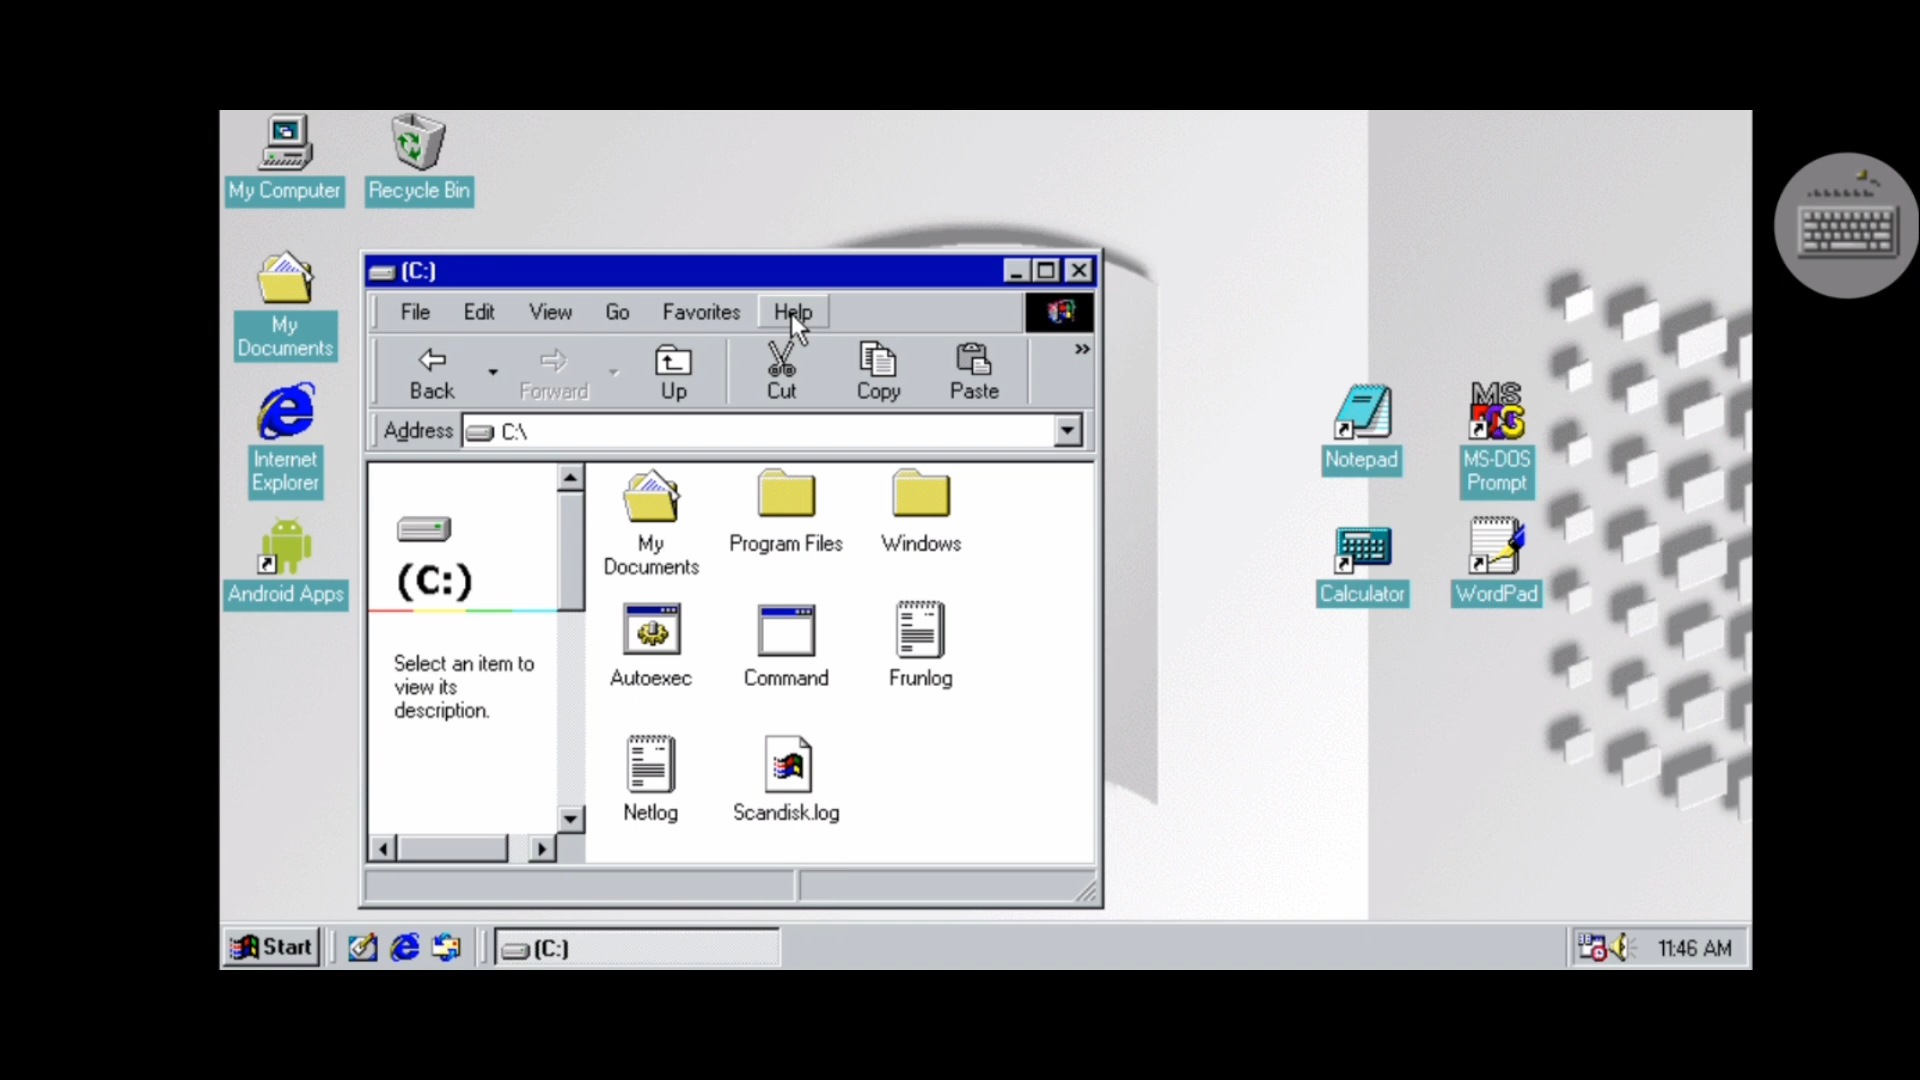 My Computer
Recycle Bin
My
Documents
Internet
Explorer
Android Apps
(C:)
File Edit View Go Favorites Help
Back Forward Up Cut Copy Paste »
Address C:\
(C:)
Select an item to
view its
description.
My
Documents
Program Files
Windows
Autoexec
Command
Frunlog
Netlog
Scandisk.log
Notepad
MS-DOS
Prompt
MS
DOS
Calculator
WordPad
Start
(C:)
11:46 AM